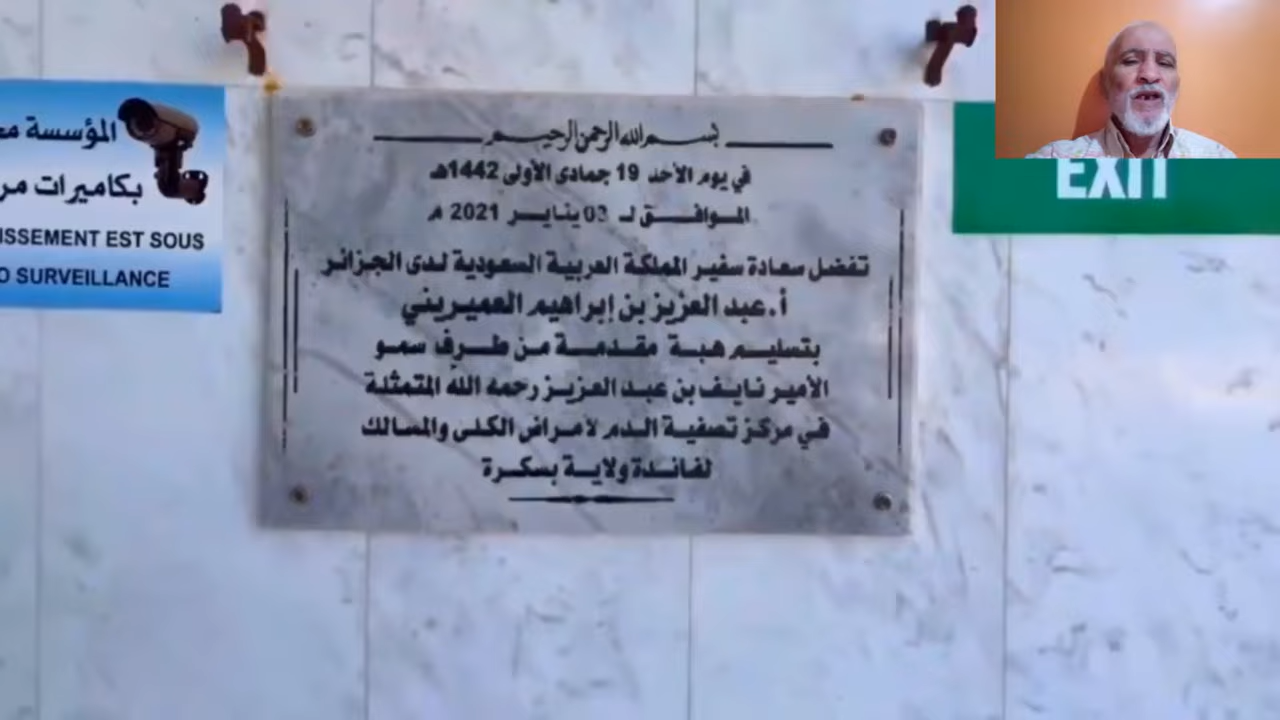 المؤسسة
بكاميرات
ISSEMENT EST SOUS
O SURVEILLANCE
بسم الله الرحمن الرحيم
في يوم الأحد 19 جمادى الأولى 1442هـ
الموافق لـ 03 يناير 2021 م
تفضل سعادة سفير المملكة العربية السعودية لدى الجزائر
أ.عبد العزيز بن إبراهيم العميريني
بتسليم هبة مقدمة من طرف سمو
الأمير نايف بن عبد العزيز رحمه الله المتمثلة
في مركز تصفية الدم لأمراض الكلى والمسالك
لفائدة ولاية بسكرة
EXIT